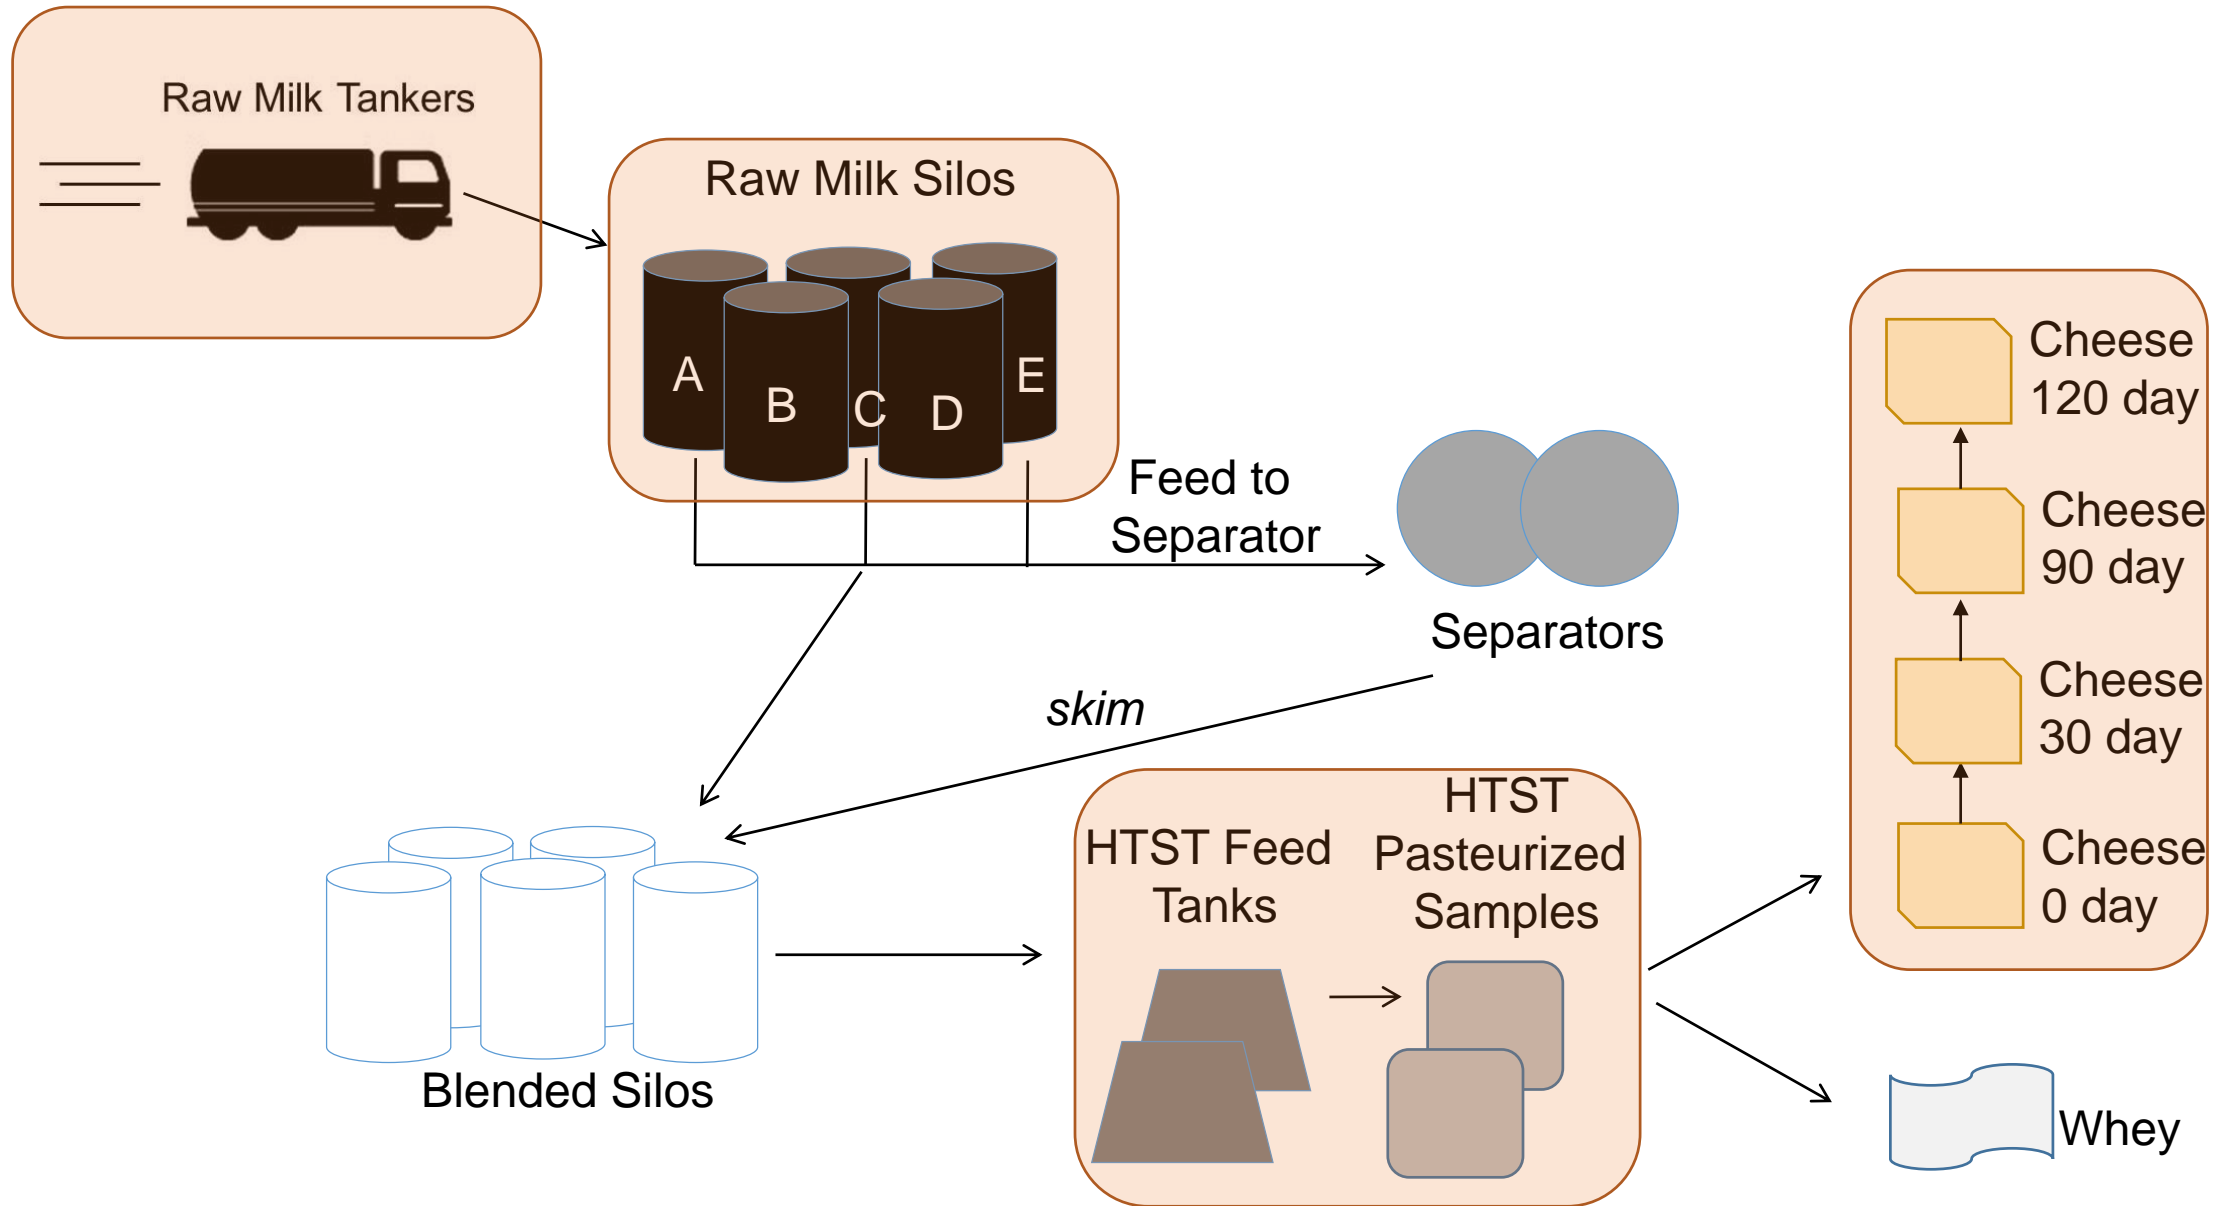 Raw Milk Tankers
Raw Milk Silos
A
B
C
D
E
Feed to
Separator
Separators
skim
Blended Silos
HTST Feed
Tanks
HTST
Pasteurized
Samples
Cheese
120 day
Cheese
90 day
Cheese
30 day
Cheese
0 day
Whey